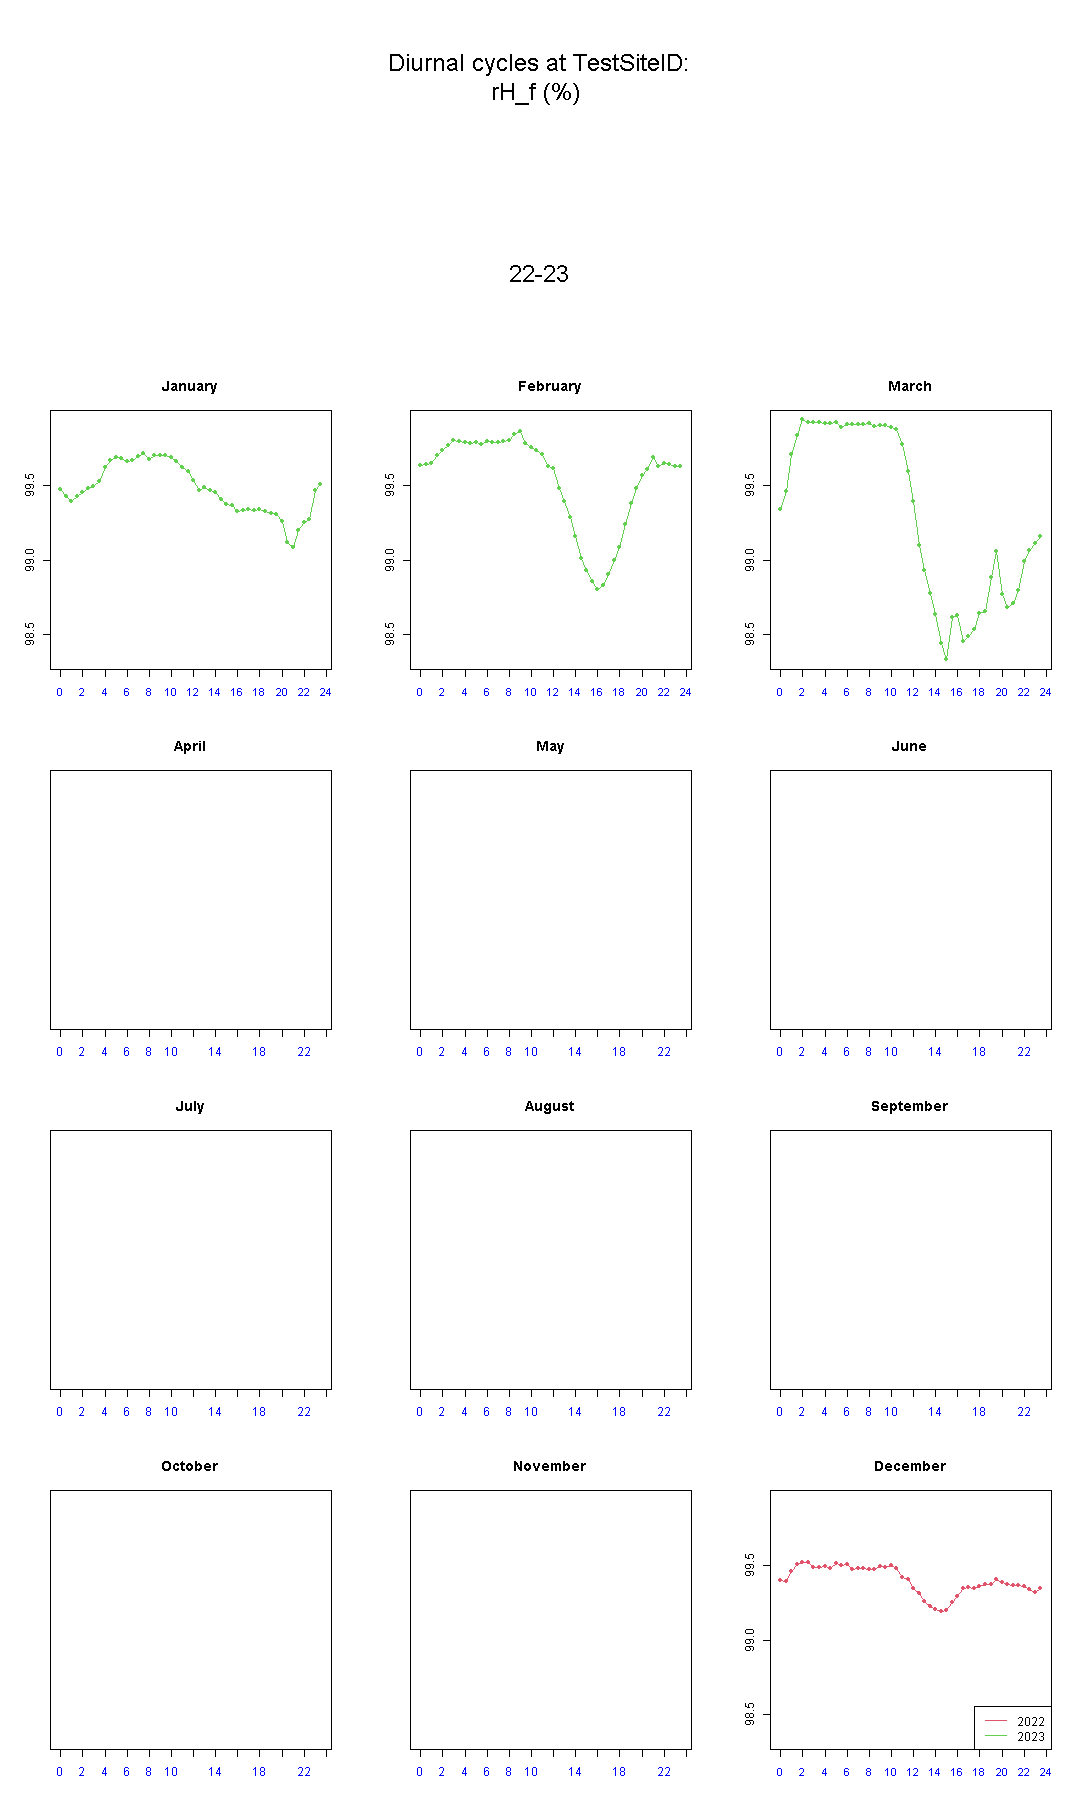 Diurnal cycles at TestSiteID:
rH_f (%)
22-23
January February March
99.5 99.5 99.5
99.0 99.0 99.0
98.5 98.5 98.5
0 2 4 6 8 10 12 14 16 18 20 22 24 0 2 4 6 8 10 12 14 16 18 20 22 24 0 2 4 6 8 10 12 14 16 18 20 22 24
April May June
0 2 4 6 8 10 18 22 0 2 4 6 8 10 14 18 22 0 2 4 6 8 10 14 18 22
July August September
0 2 4 6 8 10 14 18 22 0 2 4 6 8 10 14 18 22 0 2 4 6 8 10 14 18 22
October November December
99.5
99.0
98.5
2022
2023
0 2 4 6 8 10 14 18 22 0 2 4 6 8 10 14 18 22 0 2 4 6 8 10 12 14 16 18 20 22 24